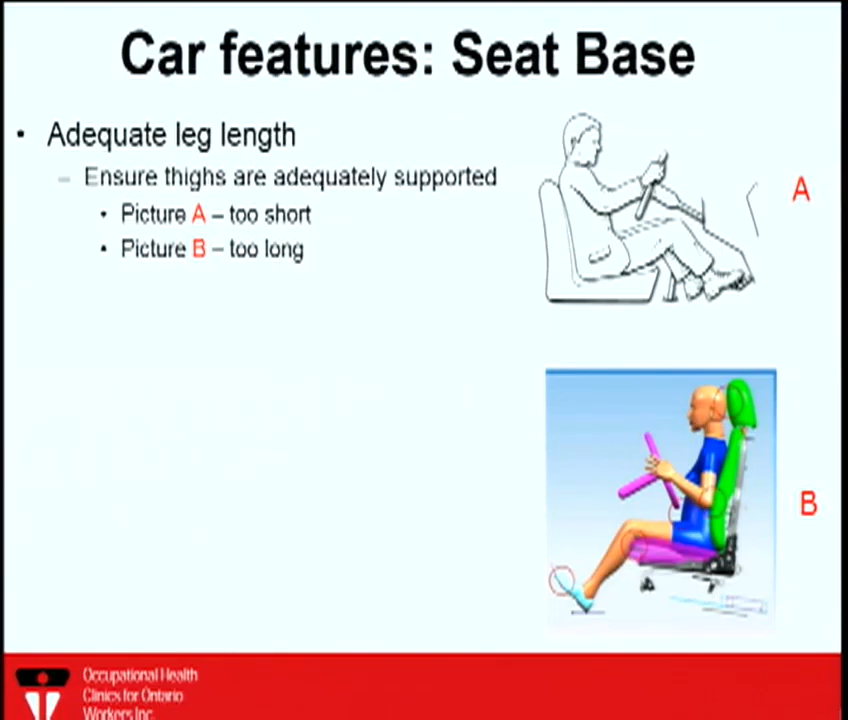 Car features: Seat Base
• Adequate leg length
– Ensure thighs are adequately supported
• Picture A – too short
• Picture B – too long
A
B
Occupational Health
Clinics for Ontario
Workers Inc.